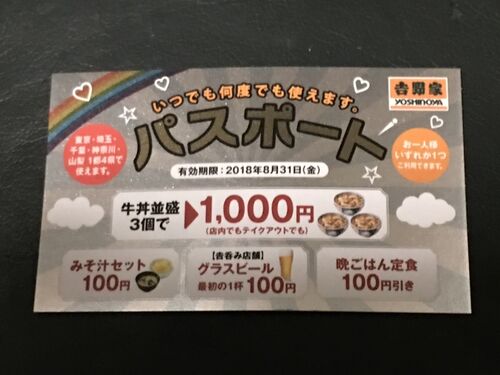 いつでも何度でも使えます。
吉野家
YOSHINOYA
パスポート
東京・埼玉・
千葉・神奈川・
山梨 1都4県で
使えます。
お一人様
いずれか1つ
ご利用できます。
有効期限：2018年8月31日(金)
牛丼並盛
3個で
1,000円
(店内でもテイクアウトでも)
みそ汁セット
100円
【吉呑み店舗】
グラスビール
最初の1杯 100円
晩ごはん定食
100円引き